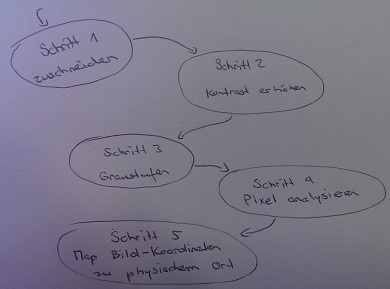 Schritt 1
zuschneiden
Schritt 2
Kontrast erhöhen
Schritt 3
Graustufen
Schritt 4
Pixel analysieren
Schritt 5
Map Bild-Koordinaten
zu physischem Ort